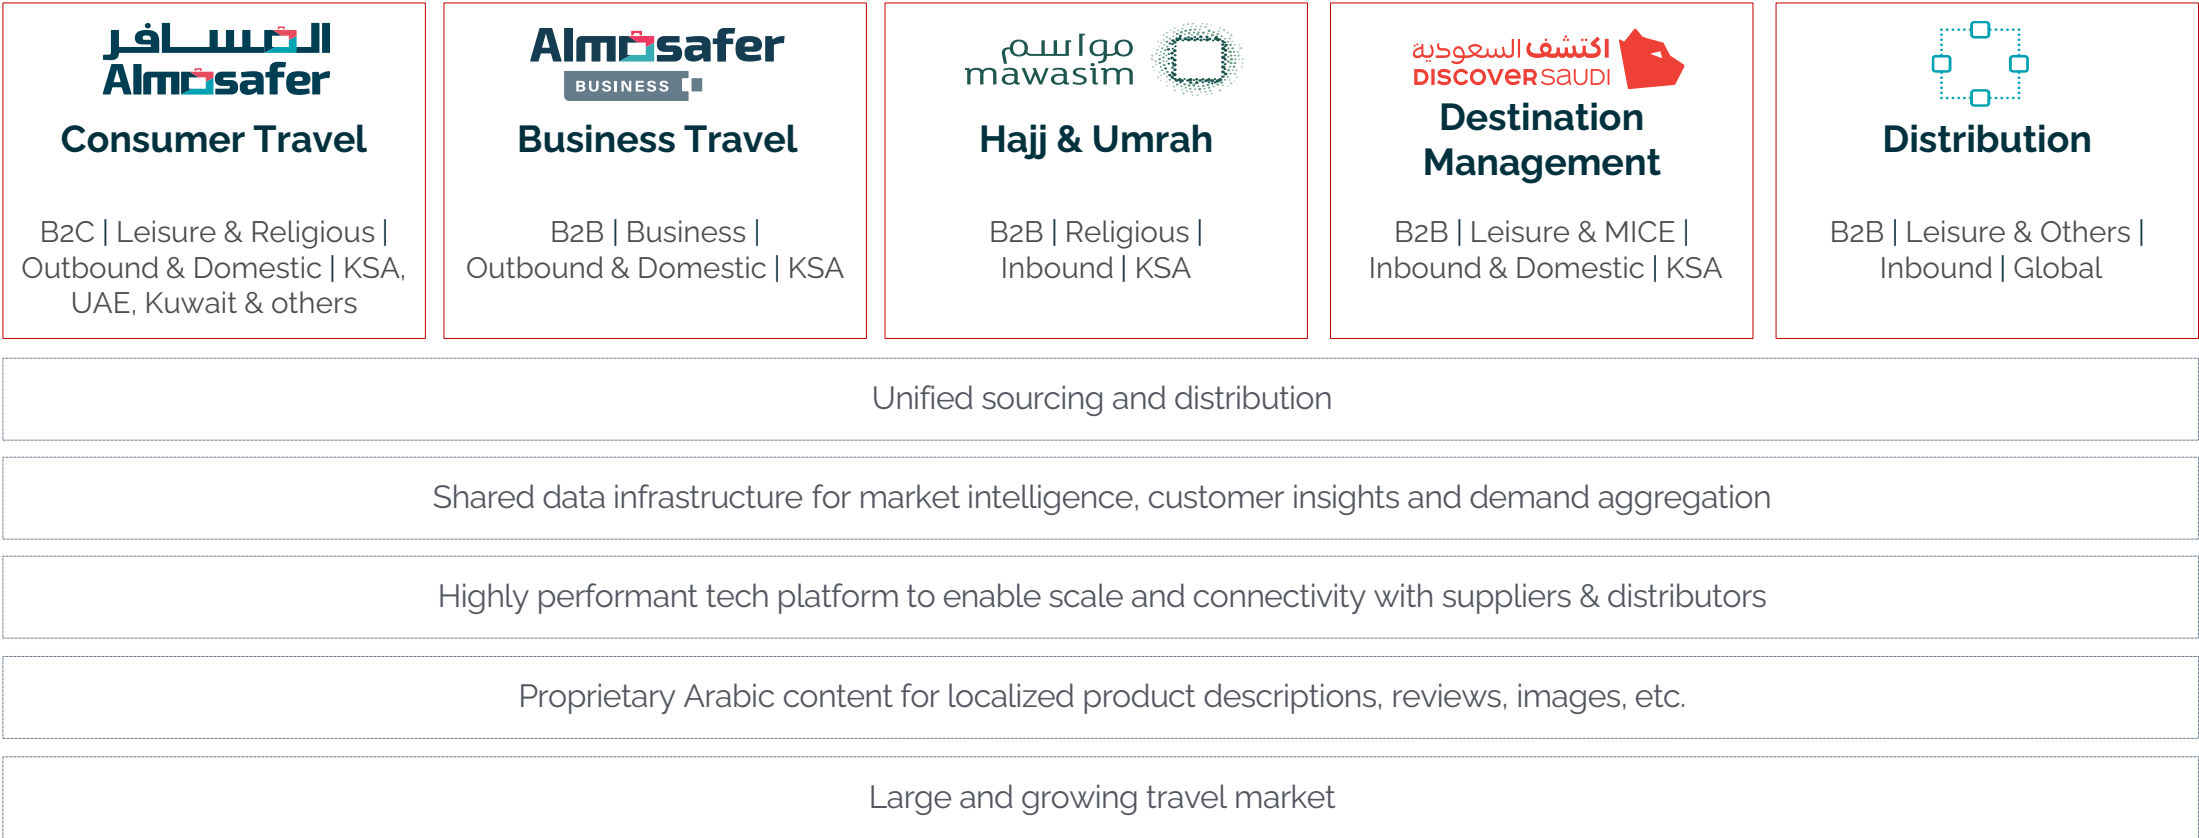 المسافر
Almosafer
Consumer Travel
B2C | Leisure & Religious |
Outbound & Domestic | KSA,
UAE, Kuwait & others
Almosafer
BUSINESS
Business Travel
B2B | Business |
Outbound & Domestic | KSA
مواسم
mawasim
Hajj & Umrah
B2B | Religious |
Inbound | KSA
اكتشف السعودية
DISCOVER SAUDI
Destination
Management
B2B | Leisure & MICE |
Inbound & Domestic | KSA
Distribution
B2B | Leisure & Others |
Inbound | Global
Unified sourcing and distribution
Shared data infrastructure for market intelligence, customer insights and demand aggregation
Highly performant tech platform to enable scale and connectivity with suppliers & distributors
Proprietary Arabic content for localized product descriptions, reviews, images, etc.
Large and growing travel market